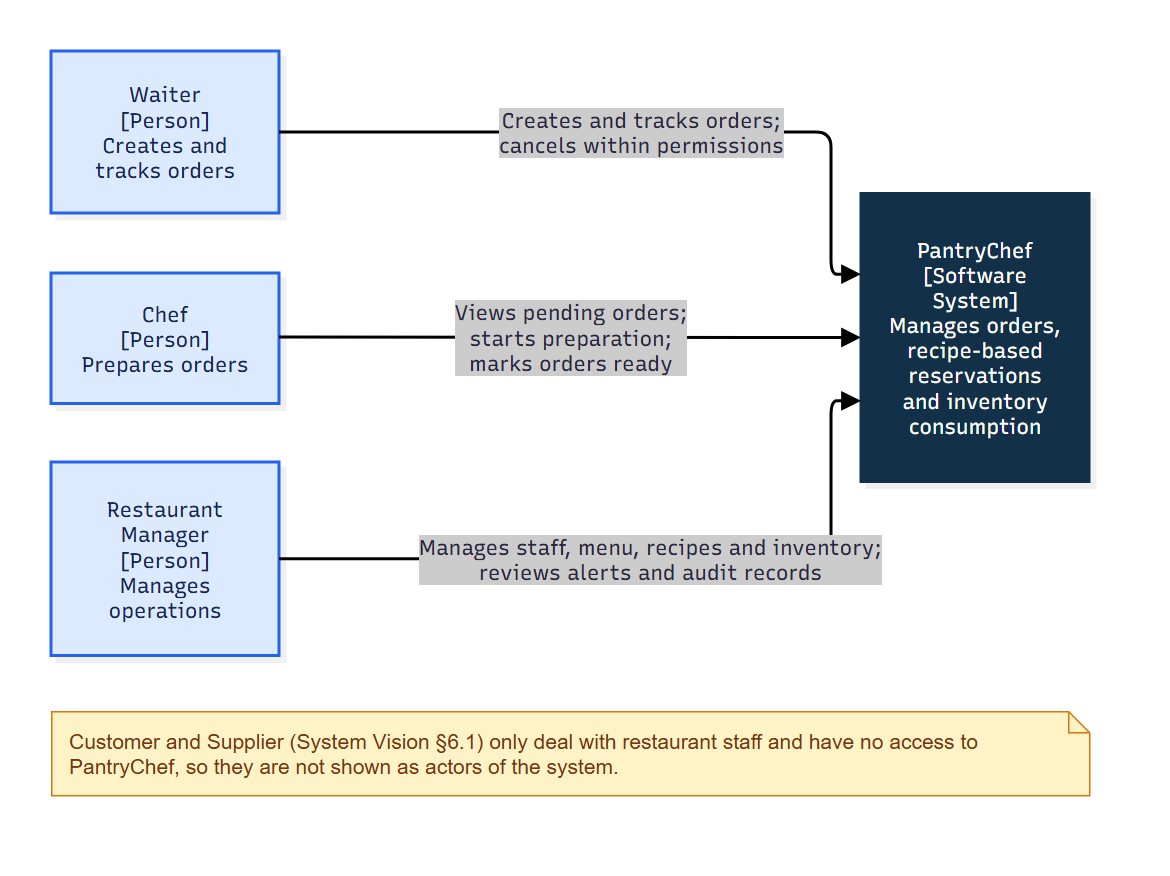 Waiter
[Person]
Creates and
tracks orders
Creates and tracks orders;
cancels within permissions
Chef
[Person]
Prepares orders
Views pending orders;
starts preparation;
marks orders ready
PantryChef
[Software
System]
Manages orders,
recipe-based
reservations
and inventory
consumption
Restaurant
Manager
[Person]
Manages
operations
Manages staff, menu, recipes and inventory;
reviews alerts and audit records
Customer and Supplier (System Vision §6.1) only deal with restaurant staff and have no access to
PantryChef, so they are not shown as actors of the system.